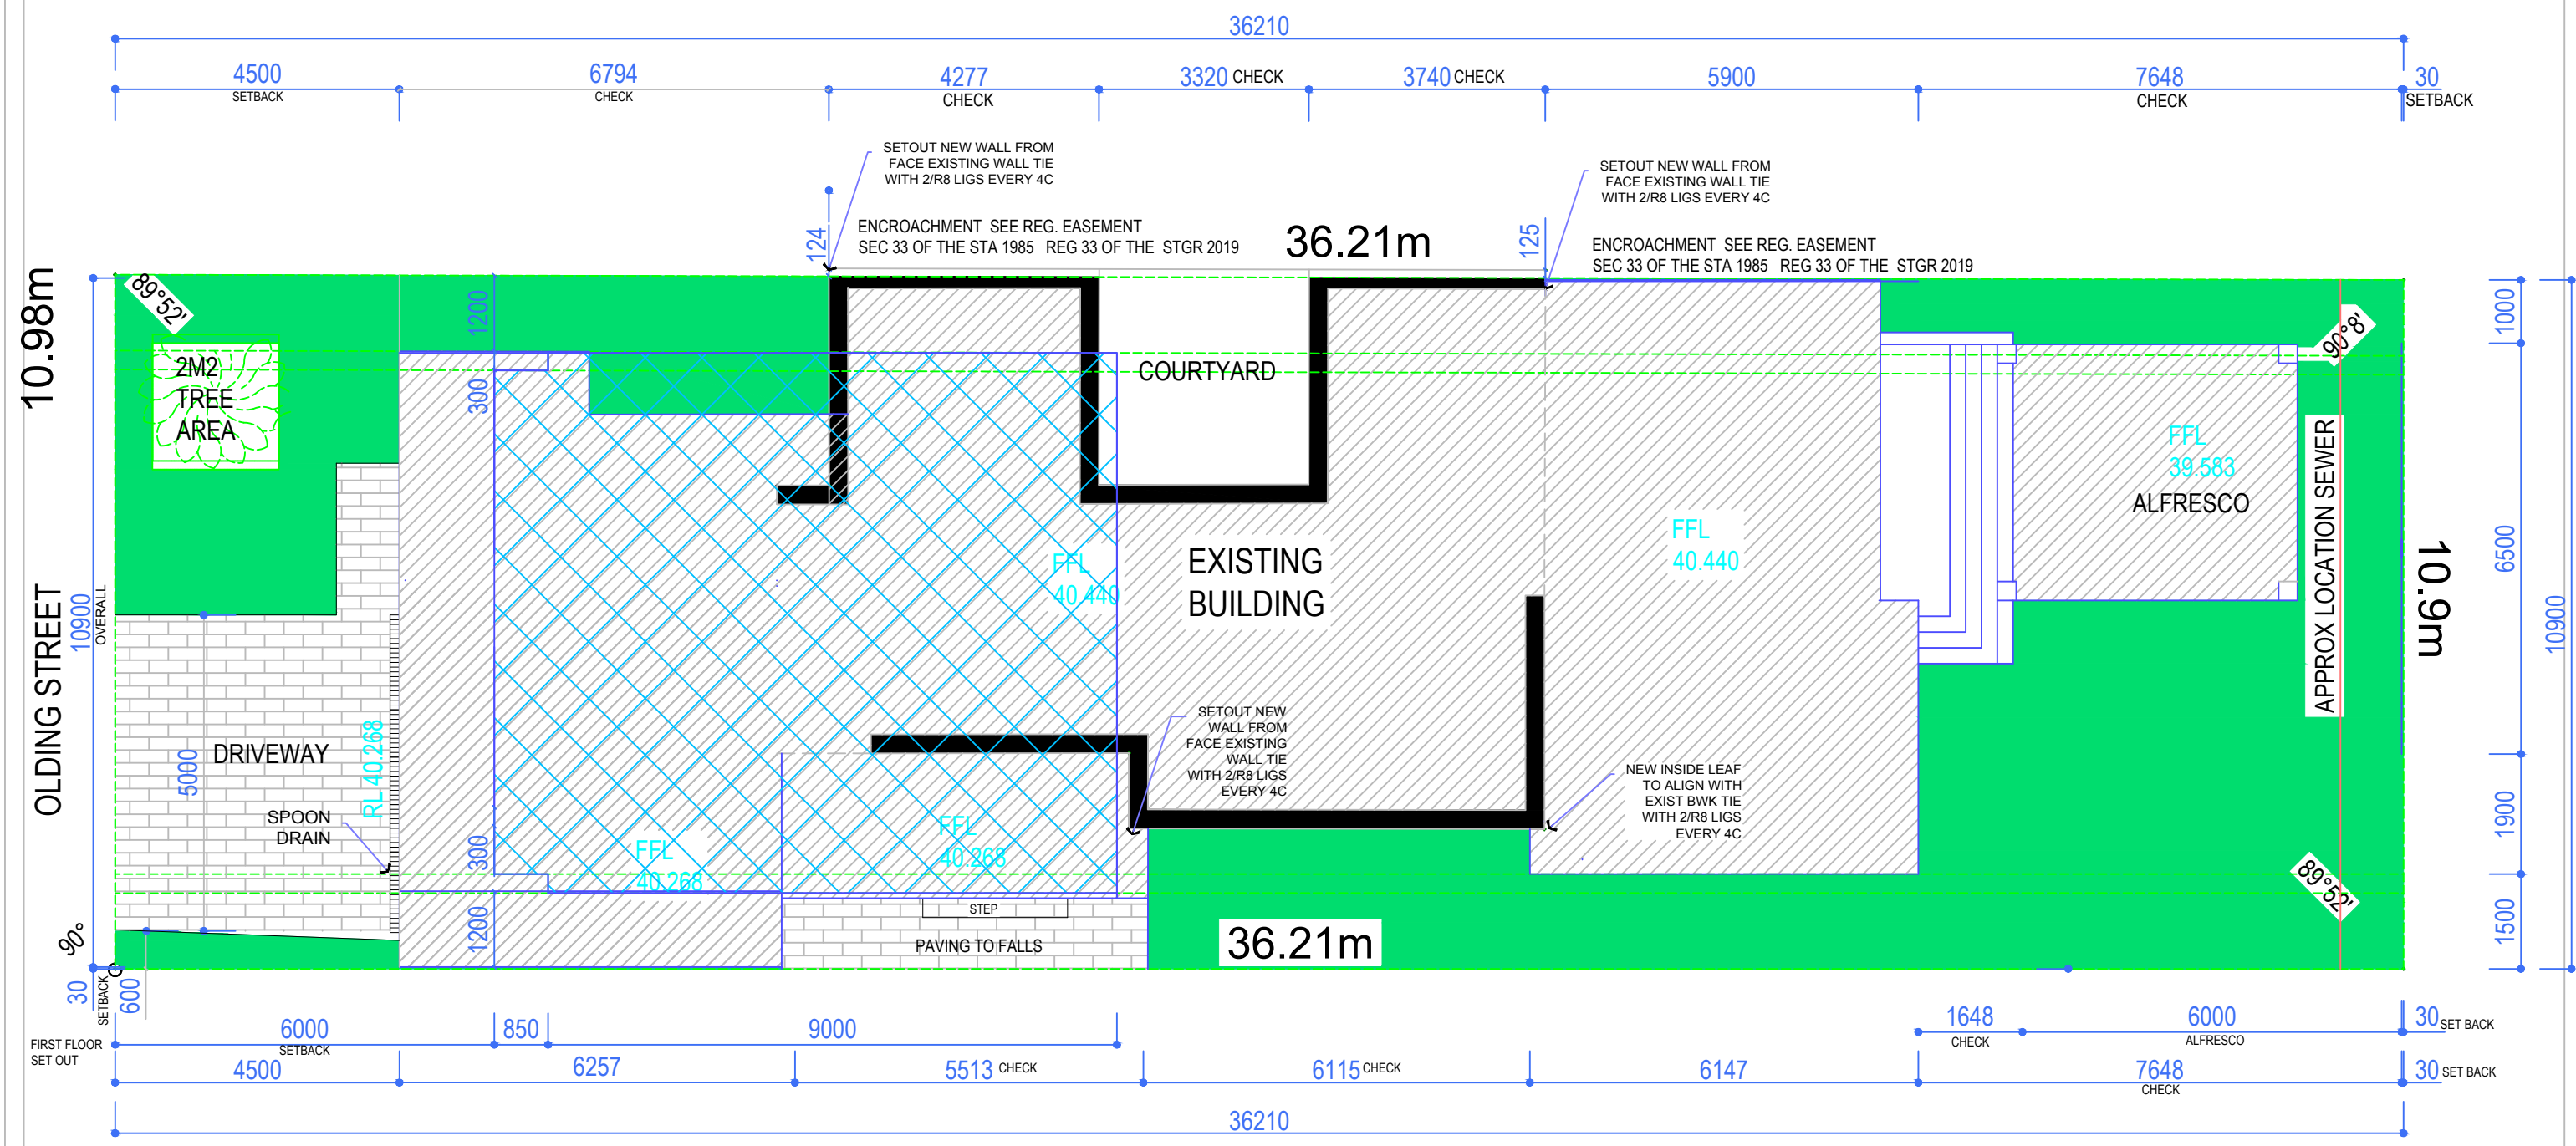 36210
4500
SETBACK
6794
CHECK
4277
CHECK
3320 CHECK
3740 CHECK
5900
7648
CHECK
30
SETBACK
SETOUT NEW WALL FROM
FACE EXISTING WALL TIE
WITH 2/R8 LIGS EVERY 4C
SETOUT NEW WALL FROM
FACE EXISTING WALL TIE
WITH 2/R8 LIGS EVERY 4C
124
ENCROACHMENT SEE REG. EASEMENT
SEC 33 OF THE STA 1985 REG 33 OF THE STGR 2019
36.21m
125
ENCROACHMENT SEE REG. EASEMENT
SEC 33 OF THE STA 1985 REG 33 OF THE STGR 2019
10.98m
89°52'
1200
300
2M2
TREE
AREA
COURTYARD
90°8'
1000
FFL
39.583
ALFRESCO
APPROX LOCATION SEWER
6500
10.9m
10900
OLDING STREET
10900
OVERALL
FFL
40.440
EXISTING
BUILDING
FFL
40.440
DRIVEWAY
5000
RL 40.268
SPOON
DRAIN
SETOUT NEW
WALL FROM
FACE EXISTING
WALL TIE
WITH 2/R8 LIGS
EVERY 4C
NEW INSIDE LEAF
TO ALIGN WITH
EXIST BWK TIE
WITH 2/R8 LIGS
EVERY 4C
1900
300
FFL
40.268
FFL
40.268
89°52'
1200
STEP
PAVING TO FALLS
36.21m
1500
90°
30
SETBACK
600
FIRST FLOOR
SET OUT
6000
SETBACK
850
9000
1648
CHECK
6000
ALFRESCO
30 SET BACK
4500
6257
5513 CHECK
6115 CHECK
6147
7648
CHECK
30 SET BACK
36210